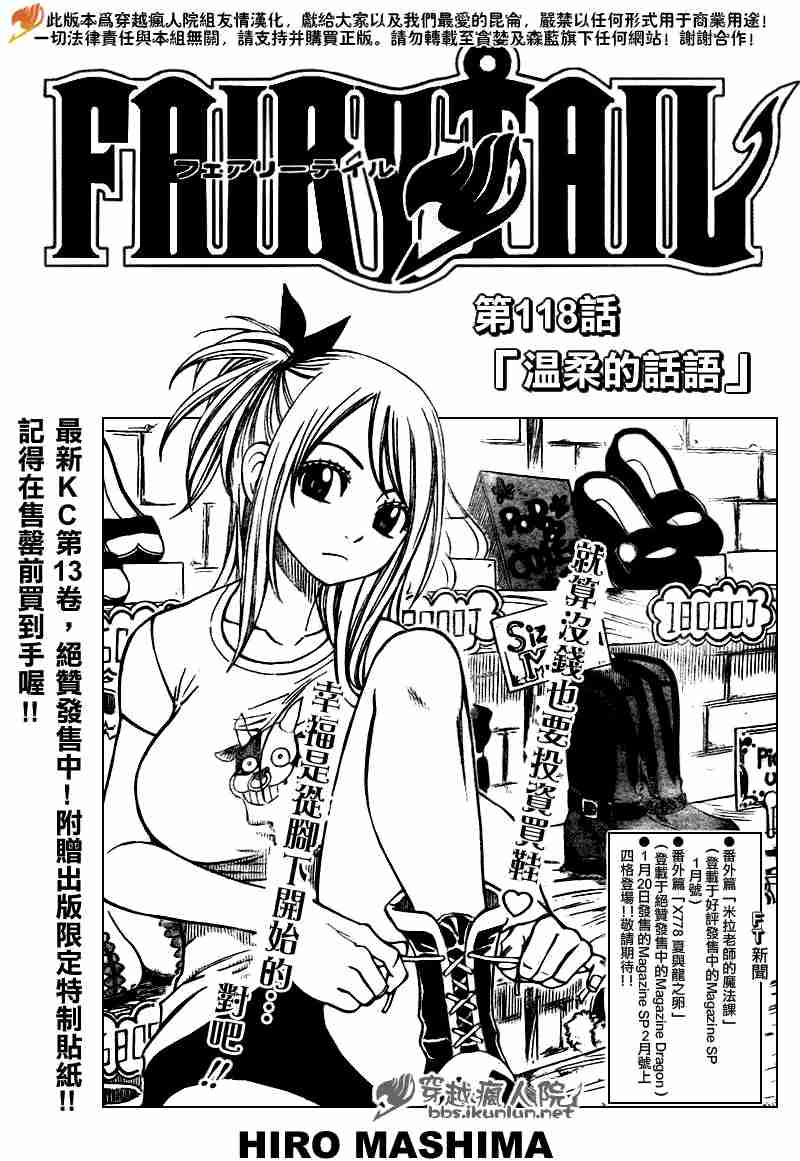 此版本爲穿越瘋人院組友情漢化，獻給大家以及我們最愛的昆侖，嚴禁以任何形式用于商業用途！
一切法律責任與本組無關，請支持并購買正版。請勿轉載至貪婪及森藍旗下任何網站！謝謝合作！
FAIRY TAIL
フェアリーテイル
第118話
「温柔的話語」
最新KC第13卷，絕贊發售中！附贈出版限定特制貼紙！！
記得在售罄前買到手喔！！
就算沒錢也要投資買鞋♡
幸福是從腳下開始的…
對吧！！
Siz
M
18000J
FT新聞
●番外篇「米拉老師的魔法課」
（登載于好評發售中的Magazine SP
1月號）
●番外篇「X778 夏與龍之卵」
（登載于絕贊發售中的Magazine Dragon）
●1月20日發售的Magazine SP 2月號上
四格登場！！敬請期待！！
穿越瘋人院
bbs.ikunlun.net
HIRO MASHIMA